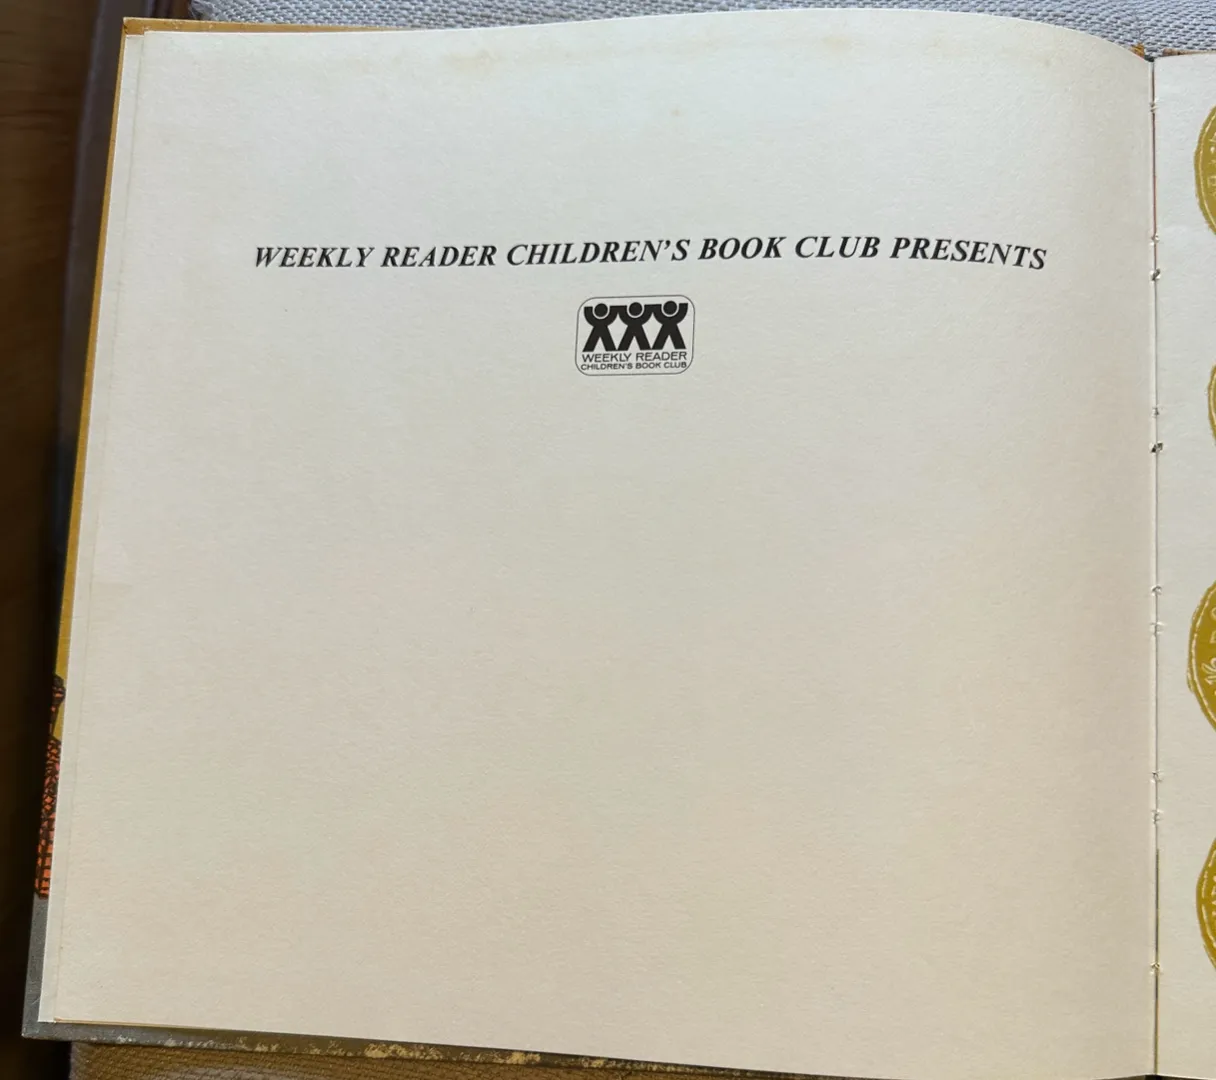 WEEKLY READER CHILDREN'S BOOK CLUB PRESENTS
WEEKLY READER
CHILDREN'S BOOK CLUB